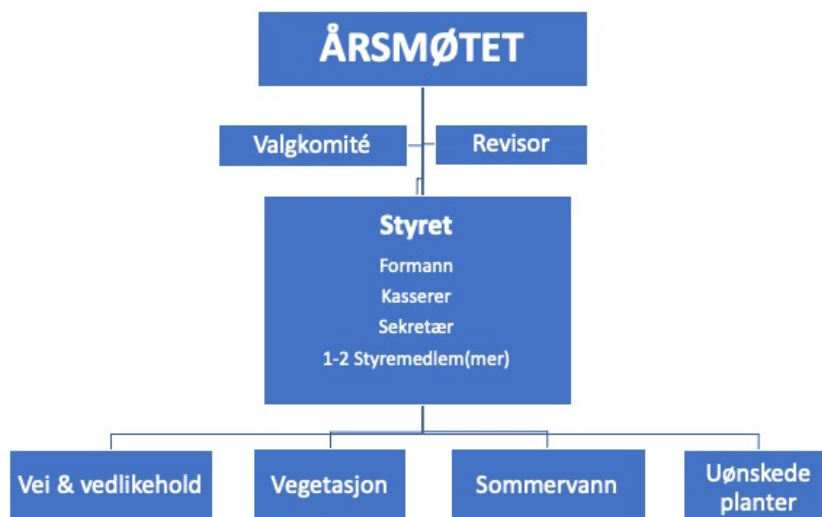 ÅRSMØTET
Valgkomité
Revisor
Styret
Formann
Kasserer
Sekretær
1-2 Styremedlem(mer)
Vei & vedlikehold
Vegetasjon
Sommervann
Uønskede
planter